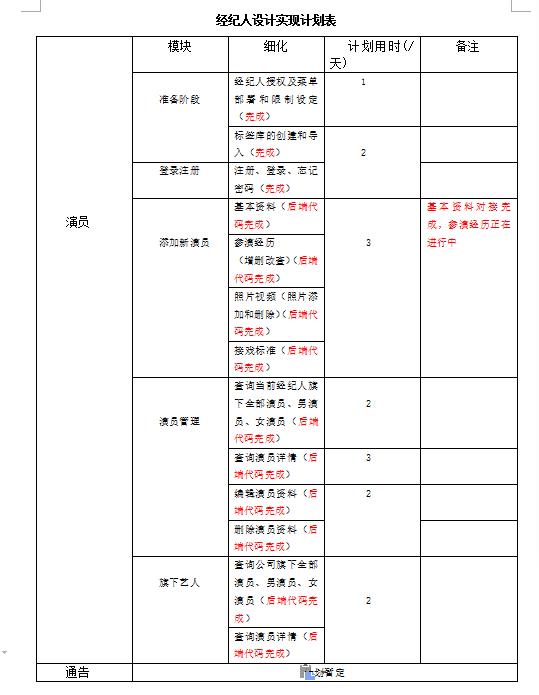 经纪人设计实现计划表
模块
细化
计划用时(/
天)
备注
演员
准备阶段
经纪人授权及菜单
部署和限制设定
（完成）
1
标签库的创建和导
入（完成）
2
登录注册
注册、登录、忘记
密码（完成）
添加新演员
基本资料（后端代
码完成）
参演经历
（增删改查）（后端
代码完成）
照片视频（照片添
加和删除）（后端代
码完成）
接戏标准（后端代
码完成）
3
基本资料对接完
成，参演经历正在
进行中
演员管理
查询当前经纪人旗
下全部演员、男演
员、女演员（后端
代码完成）
2
查询演员详情（后
端代码完成）
3
编辑演员资料（后
端代码完成）
2
删除演员资料（后
端代码完成）
旗下艺人
查询公司旗下全部
演员、男演员、女
演员（后端代码完
成）
2
查询演员详情（后
端代码完成）
通告
划暂定